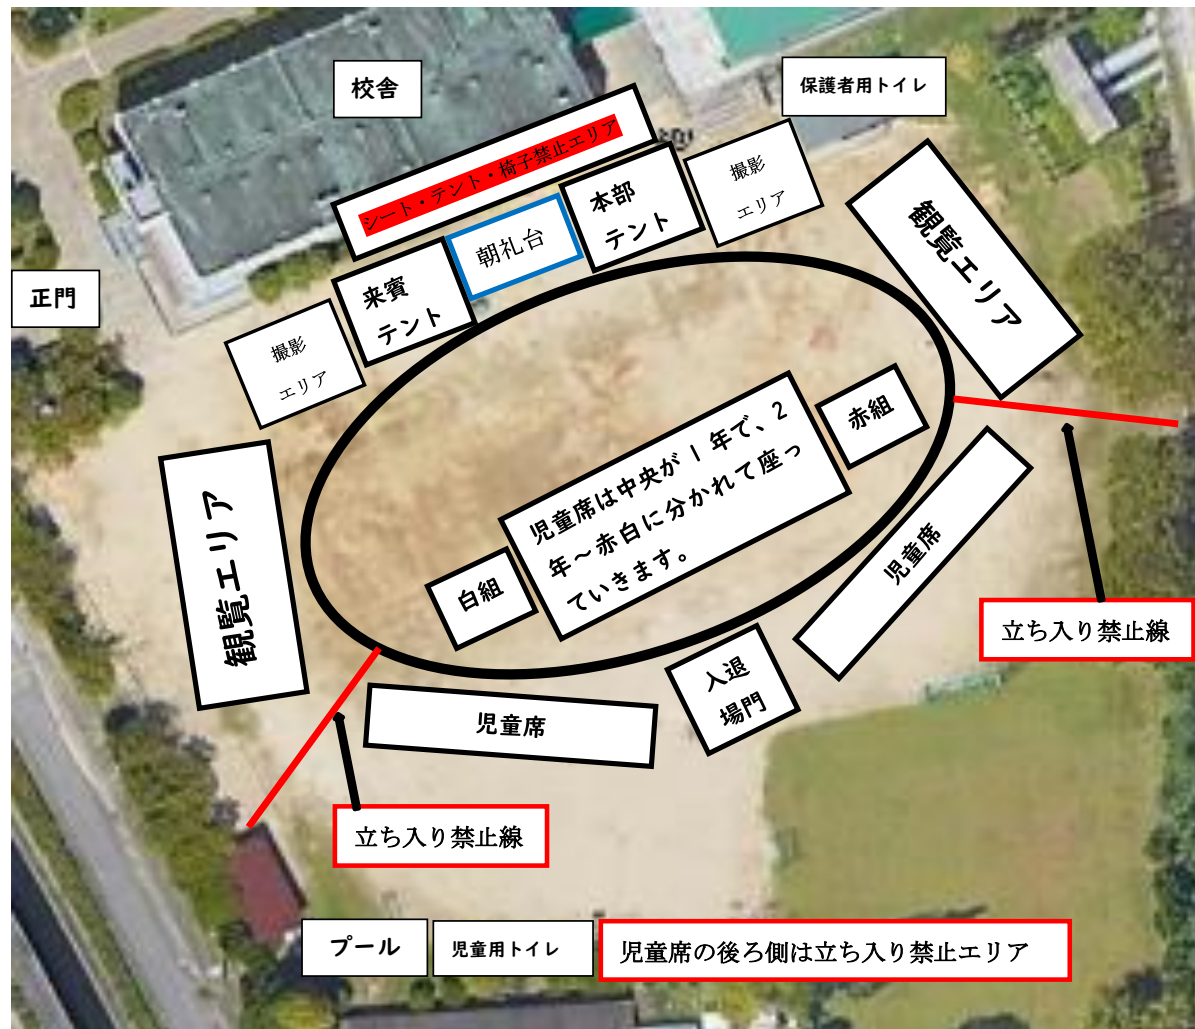 校舎
保護者用トイレ
シート・テント・椅子禁止エリア
本部
テント
撮影
エリア
朝礼台
観覧エリア
来賓
テント
正門
撮影
エリア
赤組
児童席は中央が1年で、2
年~赤白に分かれて座っ
ていきます。
白組
観覧エリア
児童席
立ち入り禁止線
入退
場門
児童席
立ち入り禁止線
プール
児童用トイレ
児童席の後ろ側は立ち入り禁止エリア